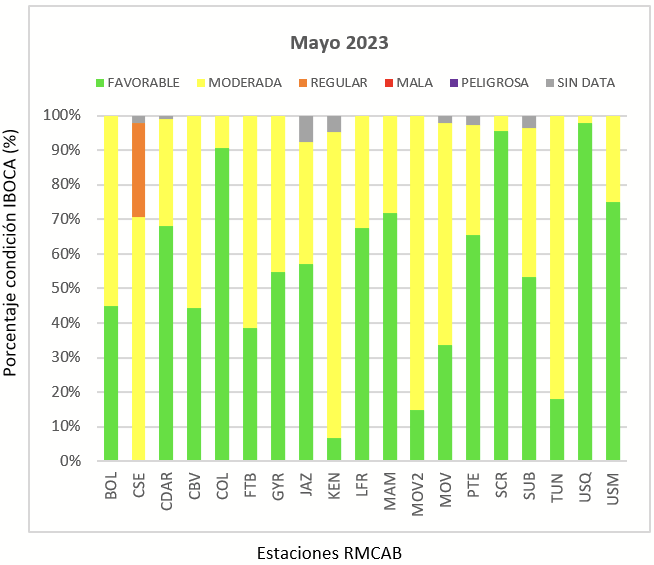 Mayo 2023
FAVORABLE MODERADA REGULAR MALA PELIGROSA SIN DATA
Porcentaje condición IBOCA (%)
100%
90%
80%
70%
60%
50%
40%
30%
20%
10%
0%
BOL CSE CDAR CBV COL FTB GYR JAZ KEN LFR MAM MOV2 MOV PTE SCR SUB TUN USQ USM
Estaciones RMCAB